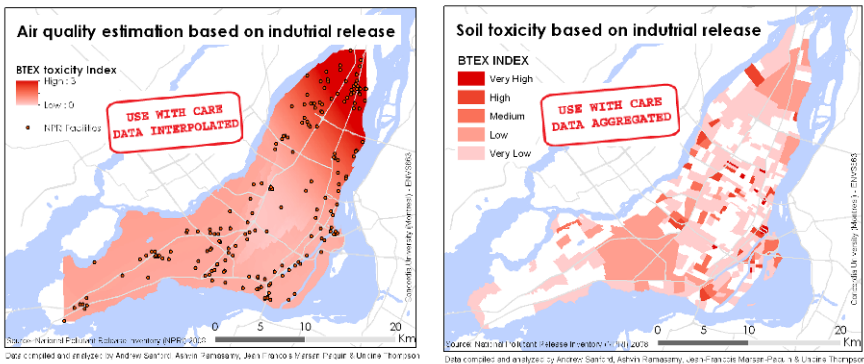 Air quality estimation based on indutrial release
BTEX toxicity Index
High : 3
Low : 0
NPR Facilities
USE WITH CARE
DATA INTERPOLATED
Concordia University (Montreal) - ENVS663
Source: National Pollutant Release Inventory (NPRI) 2008
0 5 10 20
Km
Data compiled and analyzed by Andrew Sanford, Ashvin Ramasamy, Jean Francois Marsan Paquin & Undine Thompson
Soil toxicity based on indutrial release
BTEX INDEX
Very High
High
Medium
Low
Very Low
USE WITH CARE
DATA AGGREGATED
Concordia University (Montreal) - ENVS663
Source: National Pollutant Release Inventory (NPRI) 2008
0 5 10 20
Km
Data compiled and analyzed by Andrew Sanford, Ashvin Ramasamy, Jean-Francois Marsan-Paquin & Undine Thompson